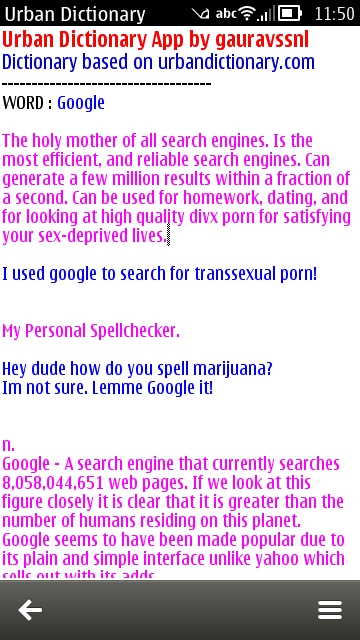 Urban Dictionary abc 11:50
Urban Dictionary App by gauravssnl
Dictionary based on urbandictionary.com
-----------------------------------
WORD : Google
The holy mother of all search engines. Is the
most efficient, and reliable search engines. Can
generate a few million results within a fraction of
a second. Can be used for homework, dating, and
for looking at high quality divx porn for satisfying
your sex-deprived lives.
I used google to search for transsexual porn!
My Personal Spellchecker.
Hey dude how do you spell marijuana?
Im not sure. Lemme Google it!
n.
Google - A search engine that currently searches
8,058,044,651 web pages. If we look at this
figure closely it is clear that it is greater than the
number of humans residing on this planet.
Google seems to have been made popular due to
its plain and simple interface unlike yahoo which
sells out with its adds